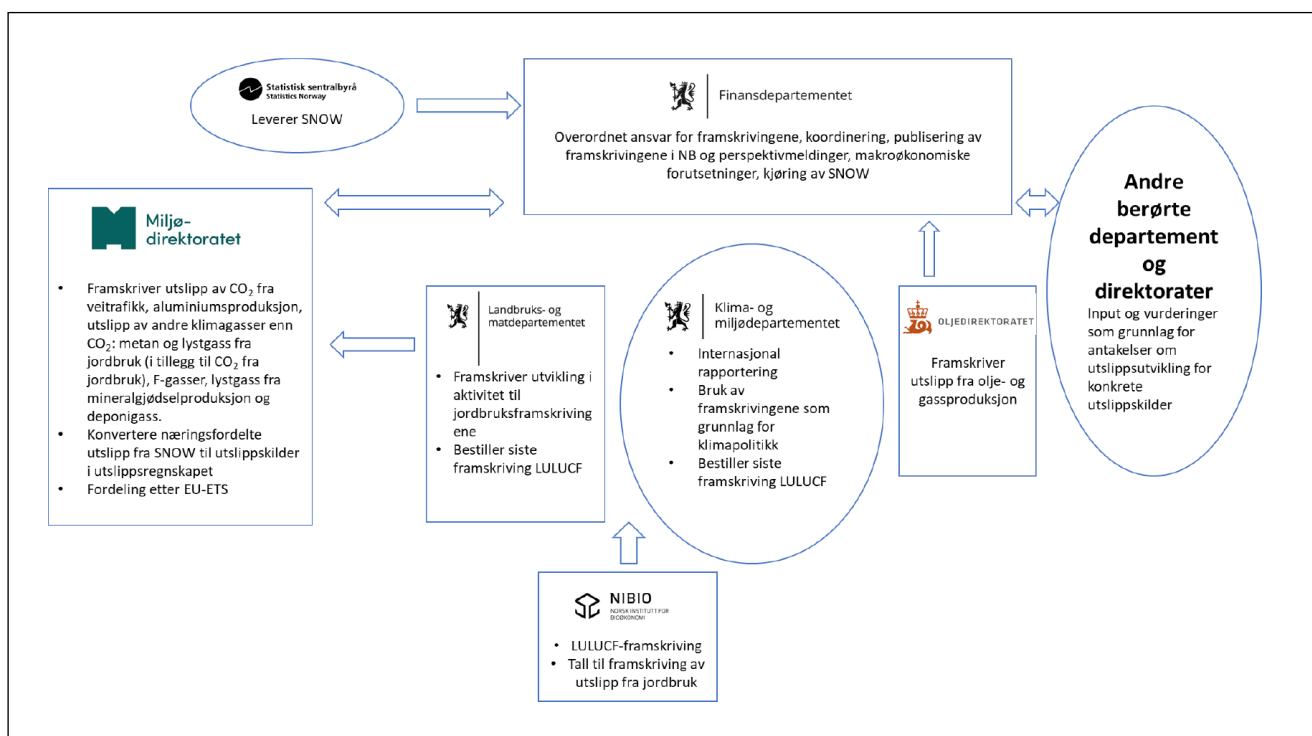 Statistisk sentralbyrå
Statistics Norway
Leverer SNOW
Finansdepartementet
Overordnet ansvar for framskrivingene, koordinering, publisering av
framskrivingene i NB og perspektivmeldinger, makroøkonomiske
forutsetninger, kjøring av SNOW
Andre
berørte
departement
og
direktorater
Input og vurderinger
som grunnlag for
antakelser om
utslippsutvikling for
konkrete
utslippskilder
Miljø-
direktoratet
• Framskriver utslipp av CO₂ fra
veitrafikk, aluminiumsproduksjon,
utslipp av andre klimagasser enn
CO₂: metan og lystgass fra
jordbruk (i tillegg til CO₂ fra
jordbruk), F-gasser, lystgass fra
mineralgjødselproduksjon og
deponigass.
• Konvertere næringsfordelte
utslipp fra SNOW til utslippskilder
i utslippsregnskapet
• Fordeling etter EU-ETS
Landbruks- og
matdepartementet
• Framskriver utvikling i
aktivitet til
jordbruksframskriving
ene
• Bestiller siste
framskriving LULUCF
Klima- og
miljødepartementet
• Internasjonal
rapportering
• Bruk av
framskrivingene som
grunnlag for
klimapolitikk
• Bestiller siste
framskriving LULUCF
OLJEDIREKTORATET
Framskriver
utslipp fra olje- og
gassproduksjon
NIBIO
NORSK INSTITUTT FOR
BIOØKONOMI
• LULUCF-framskriving
• Tall til framskriving av
utslipp fra jordbruk